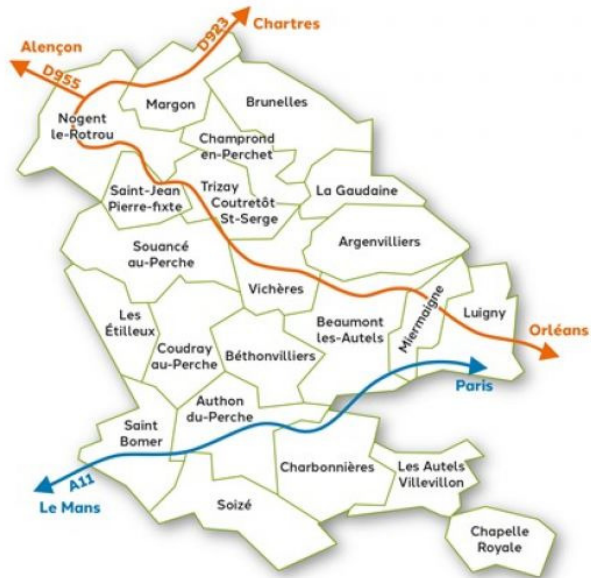 D923
Chartres
Alençon
D955
Margon
Brunelles
Nogent
le-Rotrou
Champrond
en-Perchet
Saint-Jean
Pierre-fixte
Trizay
Coutretôt
St-Serge
La Gaudaine
Argenvilliers
Souancé
au-Perche
Vichères
Les
Étilleux
Coudray
au-Perche
Béthonvilliers
Beaumont
les-Autels
Miermaigne
Luigny
Orléans
Paris
Authon
du-Perche
Saint
Bomer
A11
Le Mans
Charbonnières
Les Autels
Villevillon
Soizé
Chapelle
Royale